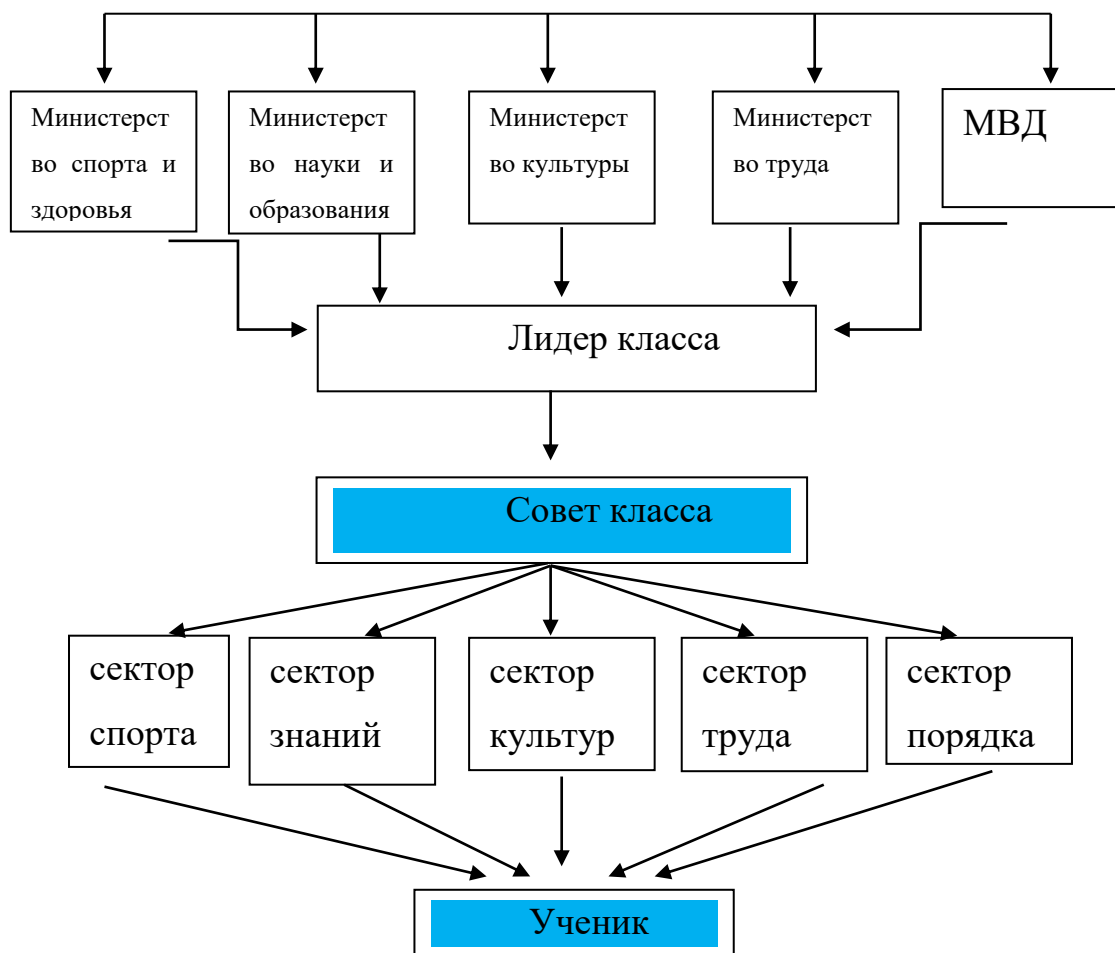 Министерст
во спорта и
здоровья
Министерст
во науки и
образования
Министерст
во культуры
Министерст
во труда
МВД
Лидер класса
Совет класса
сектор
спорта
сектор
знаний
сектор
культур
сектор
труда
сектор
порядка
Ученик